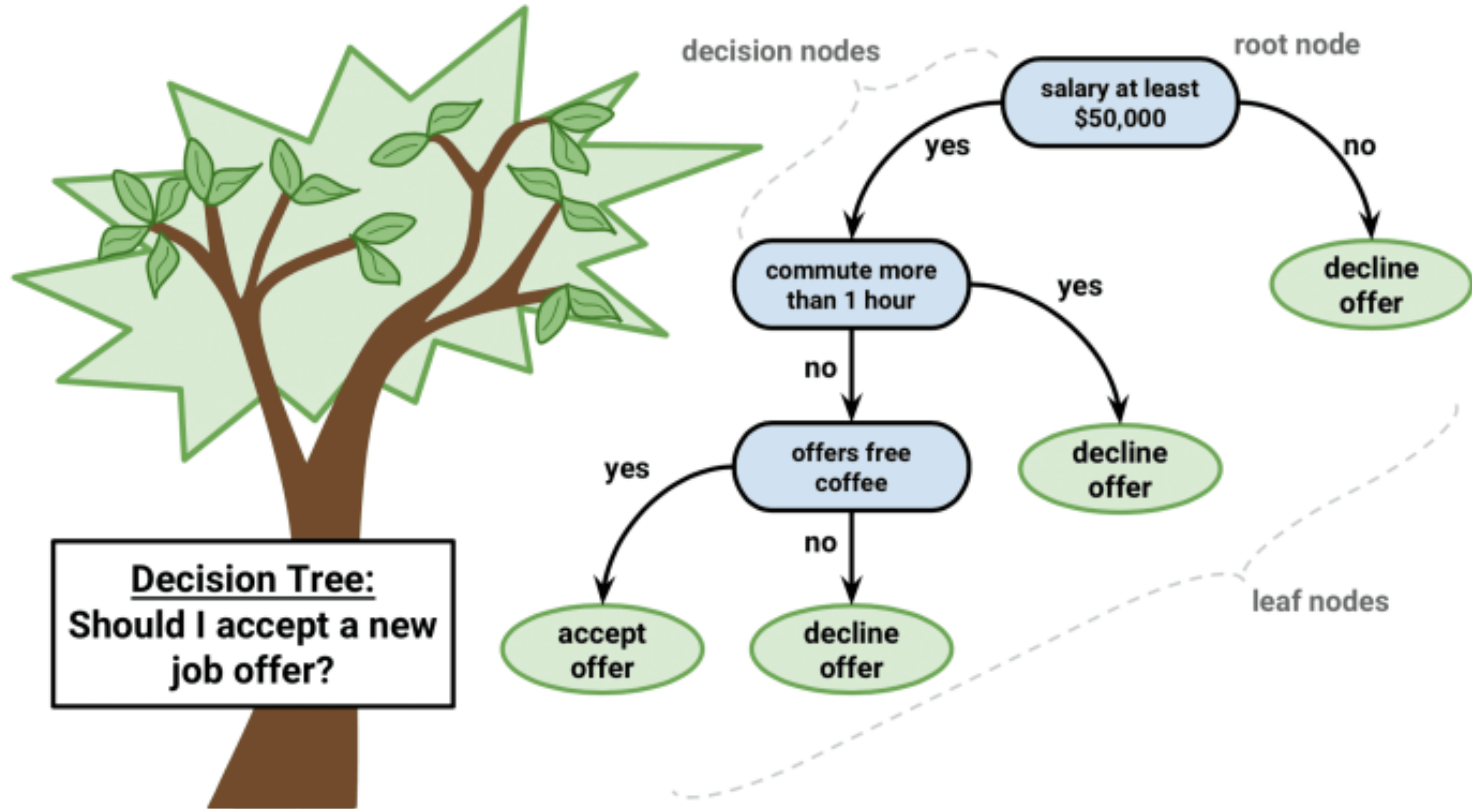 decision nodes
root node
salary at least
$50,000
yes
no
commute more
than 1 hour
yes
decline
offer
no
offers free
coffee
decline
offer
yes
no
Decision Tree:
Should I accept a new
job offer?
accept
offer
decline
offer
leaf nodes